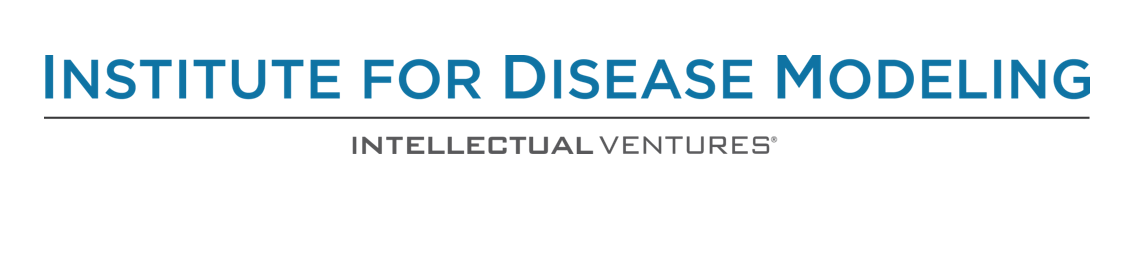 INSTITUTE FOR DISEASE MODELING
INTELLECTUAL VENTURES®